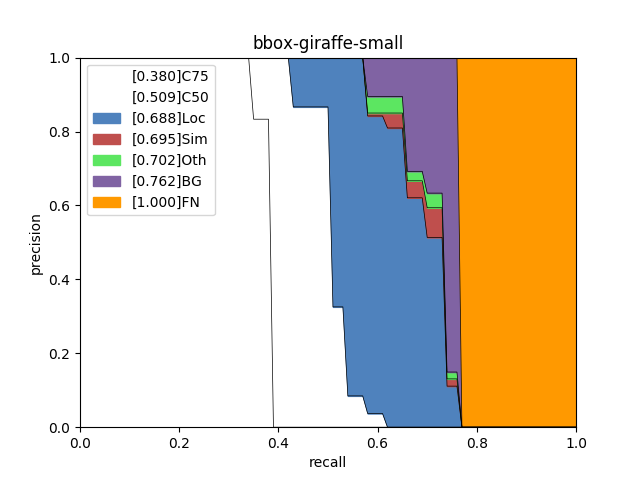 bbox-giraffe-small
[0.380]C75
[0.509]C50
[0.688]Loc
[0.695]Sim
[0.702]Oth
[0.762]BG
[1.000]FN
precision
1.0
0.8
0.6
0.4
0.2
0.0
0.0 0.2 0.4 0.6 0.8 1.0
recall